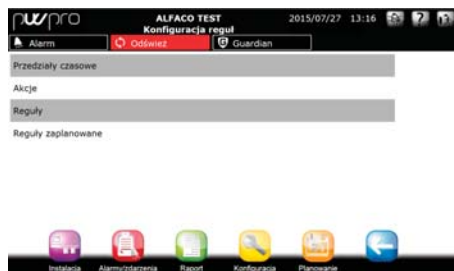 pwpro
ALFACO TEST
2015/07/27 13:16
?
Konfiguracja reguł
Alarm
Odśwież
Guardian
Przedziały czasowe
Akcje
Reguły
Reguły zaplanowane
Instalacja
Alarmy/zdarzenia
Raport
Konfiguracja
Planowanie